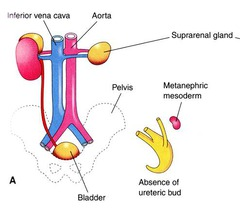 Inferior vena cava
Aorta
Suprarenal gland
Pelvis
Metanephric
mesoderm
A
Bladder
Absence of
ureteric bud